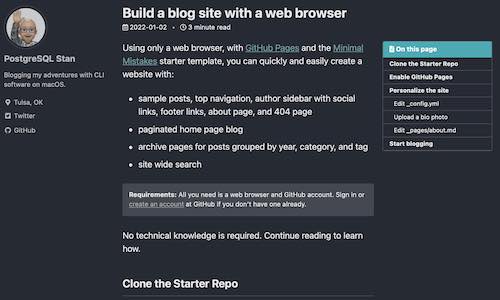 Build a blog site with a web browser
2022-01-02 • 3 minute read
PostgreSQL Stan
Blogging my adventures with CLI
software on macOS.
Tulsa, OK
Twitter
GitHub
Using only a web browser, with GitHub Pages and the Minimal
Mistakes starter template, you can quickly and easily create a
website with:
• sample posts, top navigation, author sidebar with social
links, footer links, about page, and 404 page
• paginated home page blog
• archive pages for posts grouped by year, category, and tag
• site wide search
Requirements: All you need is a web browser and GitHub account. Sign in or
create an account at GitHub if you don't have one already.
No technical knowledge is required. Continue reading to learn
how.
Clone the Starter Repo
On this page
Clone the Starter Repo
Enable GitHub Pages
Personalize the site
Edit _config.yml
Upload a bio photo
Edit _pages/about.md
Start blogging